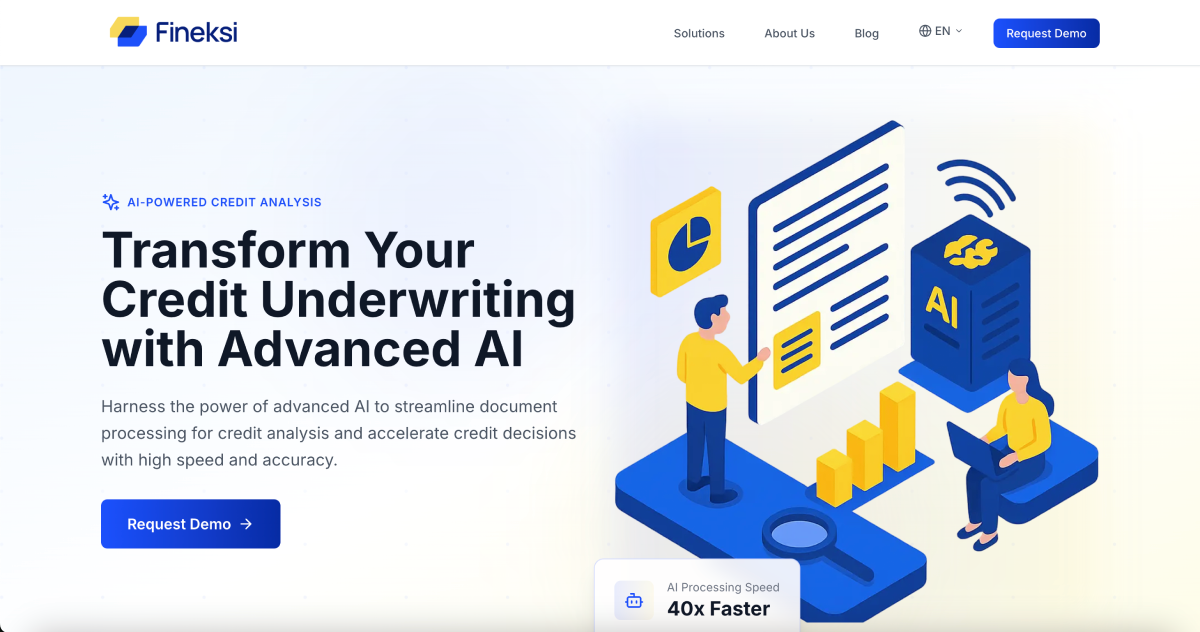 Fineksi
Solutions
About Us
Blog
EN
Request Demo
AI-POWERED CREDIT ANALYSIS
Transform Your
Credit Underwriting
with Advanced AI
Harness the power of advanced AI to streamline document
processing for credit analysis and accelerate credit decisions
with high speed and accuracy.
Request Demo
AI
AI Processing Speed
40x Faster